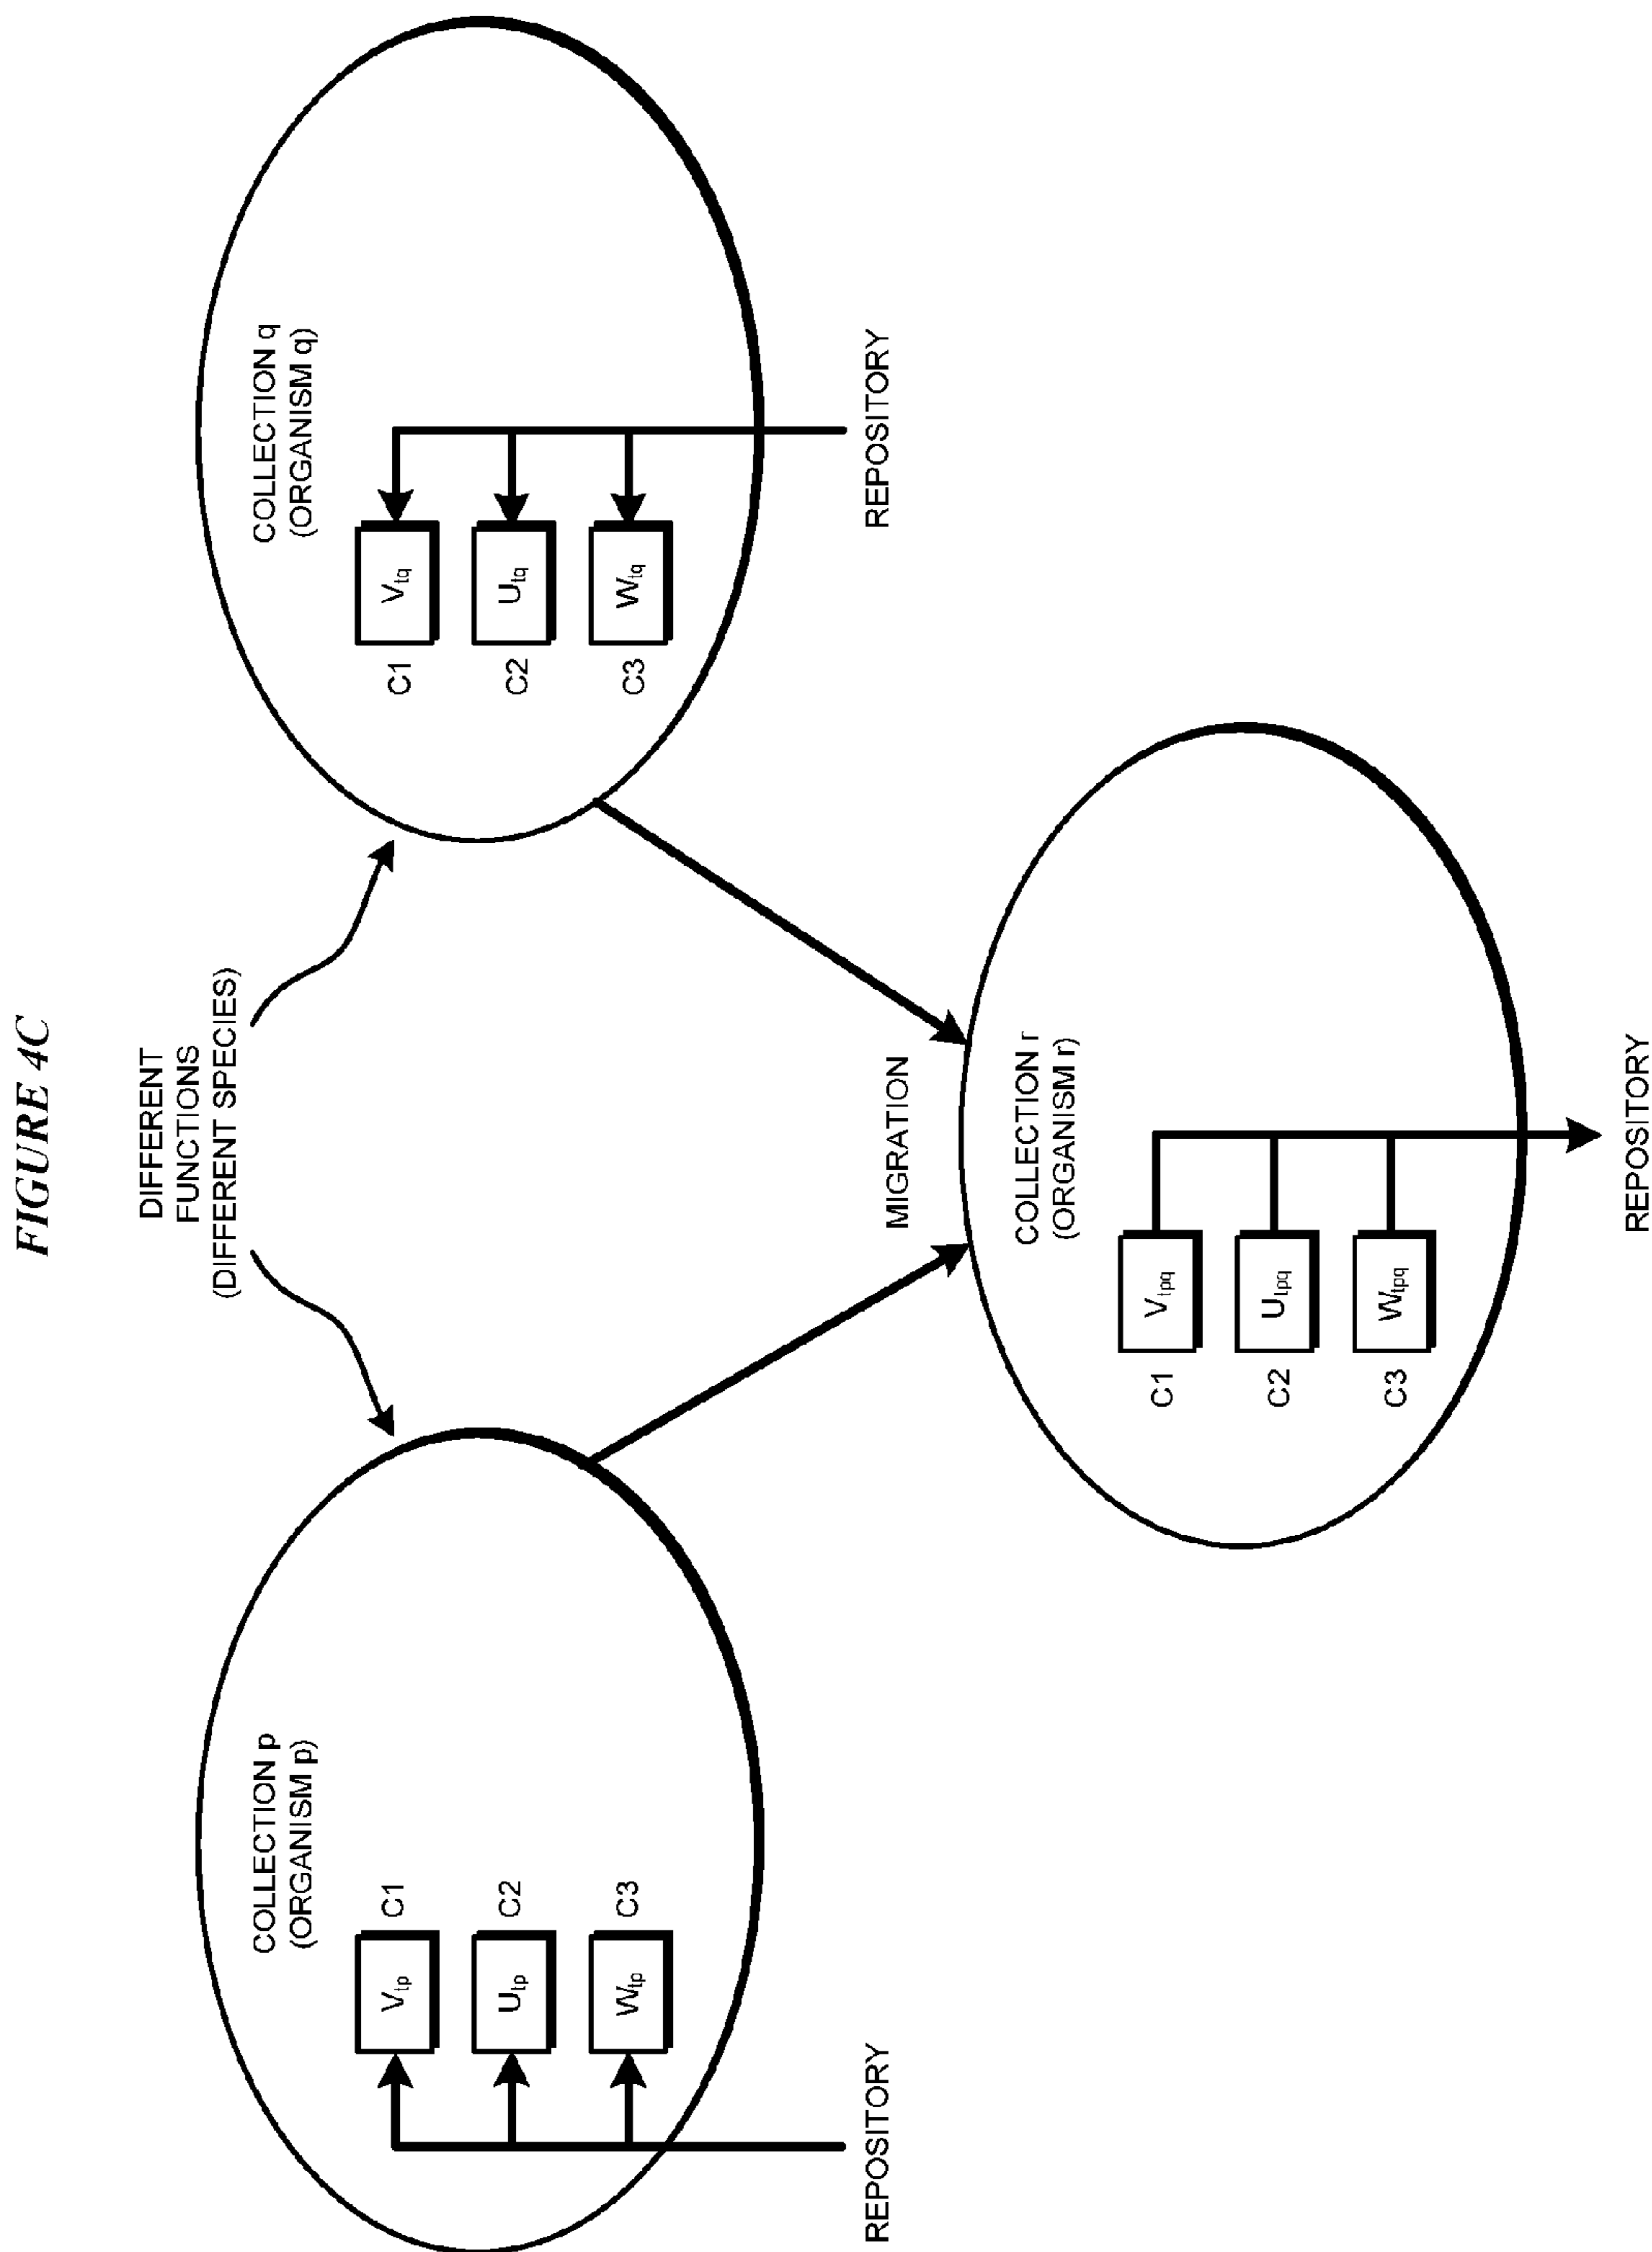 FIGURE 4C
DIFFERENT
FUNCTIONS
(DIFFERENT SPECIES)
COLLECTION p
(ORGANISM p)
V_tp C1
U_tp C2
W_tp C3
REPOSITORY
COLLECTION q
(ORGANISM q)
C1 V_tq
C2 U_tq
C3 W_tq
REPOSITORY
MIGRATION
COLLECTION r
(ORGANISM r)
C1 V_tpq
C2 U_tpq
C3 W_tpq
REPOSITORY